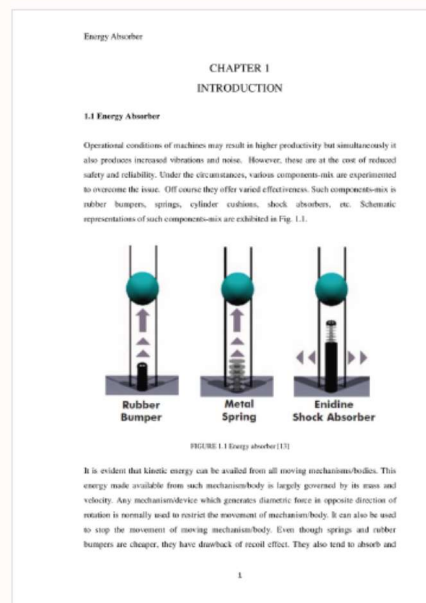 Energy Absorber
CHAPTER 1
INTRODUCTION
1.1 Energy Absorber
Operational conditions of machines may result in higher productivity but simultaneously it
also produces increased vibrations and noise. However, these are at the cost of reduced
safety and reliability. Under the circumstances, various components-mix are experimented
to overcome the issue. Off course they offer varied effectiveness. Such components-mix is
rubber bumpers, springs, cylinder cushions, shock absorbers, etc. Schematic
representations of such components-mix are exhibited in Fig. 1.1.
Rubber Bumper
Metal Spring
Enidine Shock Absorber
FIGURE 1.1 Energy absorber [13]
It is evident that kinetic energy can be availed from all moving mechanisms/bodies. This
energy made available from such mechanism/body is largely governed by its mass and
velocity. Any mechanism/device which generates diametric force in opposite direction of
rotation is normally used to restrict the movement of mechanism/body. It can also be used
to stop the movement of moving mechanism/body. Even though springs and rubber
bumpers are cheaper, they have drawback of recoil effect. They also tend to absorb and
1